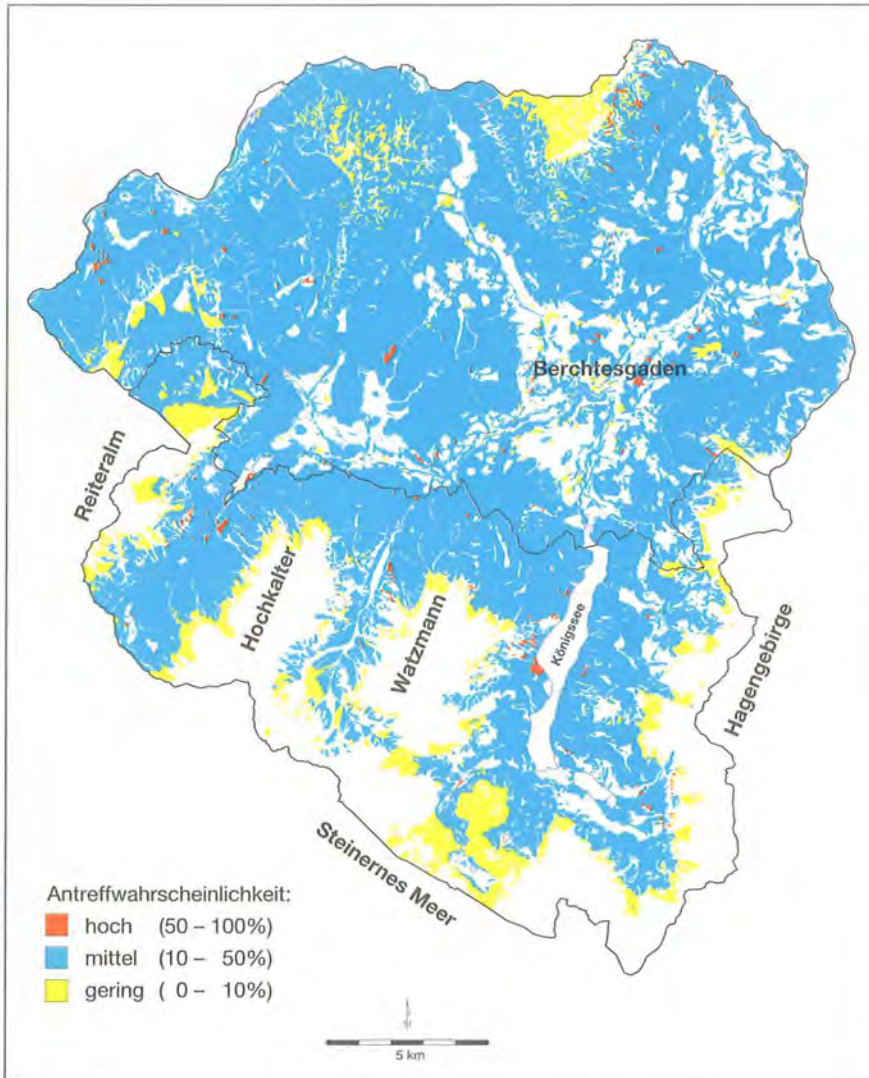 Berchtesgaden
Reiteralm
Hochkalter
Watzmann
Königssee
Hagengebirge
Steinernes Meer
Antreffwahrscheinlichkeit:
hoch (50 – 100%)
mittel (10 – 50%)
gering ( 0 – 10%)
5 km